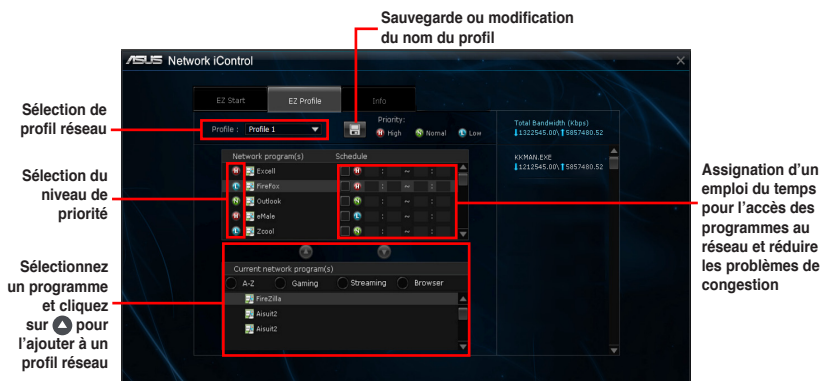 Sauvegarde ou modification
du nom du profil
ASUS Network iControl
EZ Start EZ Profile Info
Sélection de
profil réseau
Profile : Profile 1
Priority:
H High N Normal L Low
Total Bandwidth (Kbps)
1322545.00\ 5857480.52
KKMAN.EXE
1212545.00\ 5857480.52
Network program(s) Schedule
H Excell H : ~ :
L FireFox H : ~ :
N Outlook N : ~ :
H eMale L : ~ :
L Zcool N : ~ :
Sélection du
niveau de
priorité
Assignation d'un
emploi du temps
pour l'accès des
programmes au
réseau et réduire
les problèmes de
congestion
Sélectionnez
un programme
et cliquez
sur pour
l'ajouter à un
profil réseau
Current network program(s)
A-Z Gaming Streaming Browser
FireZilla
Aisuit2
Aisuit2